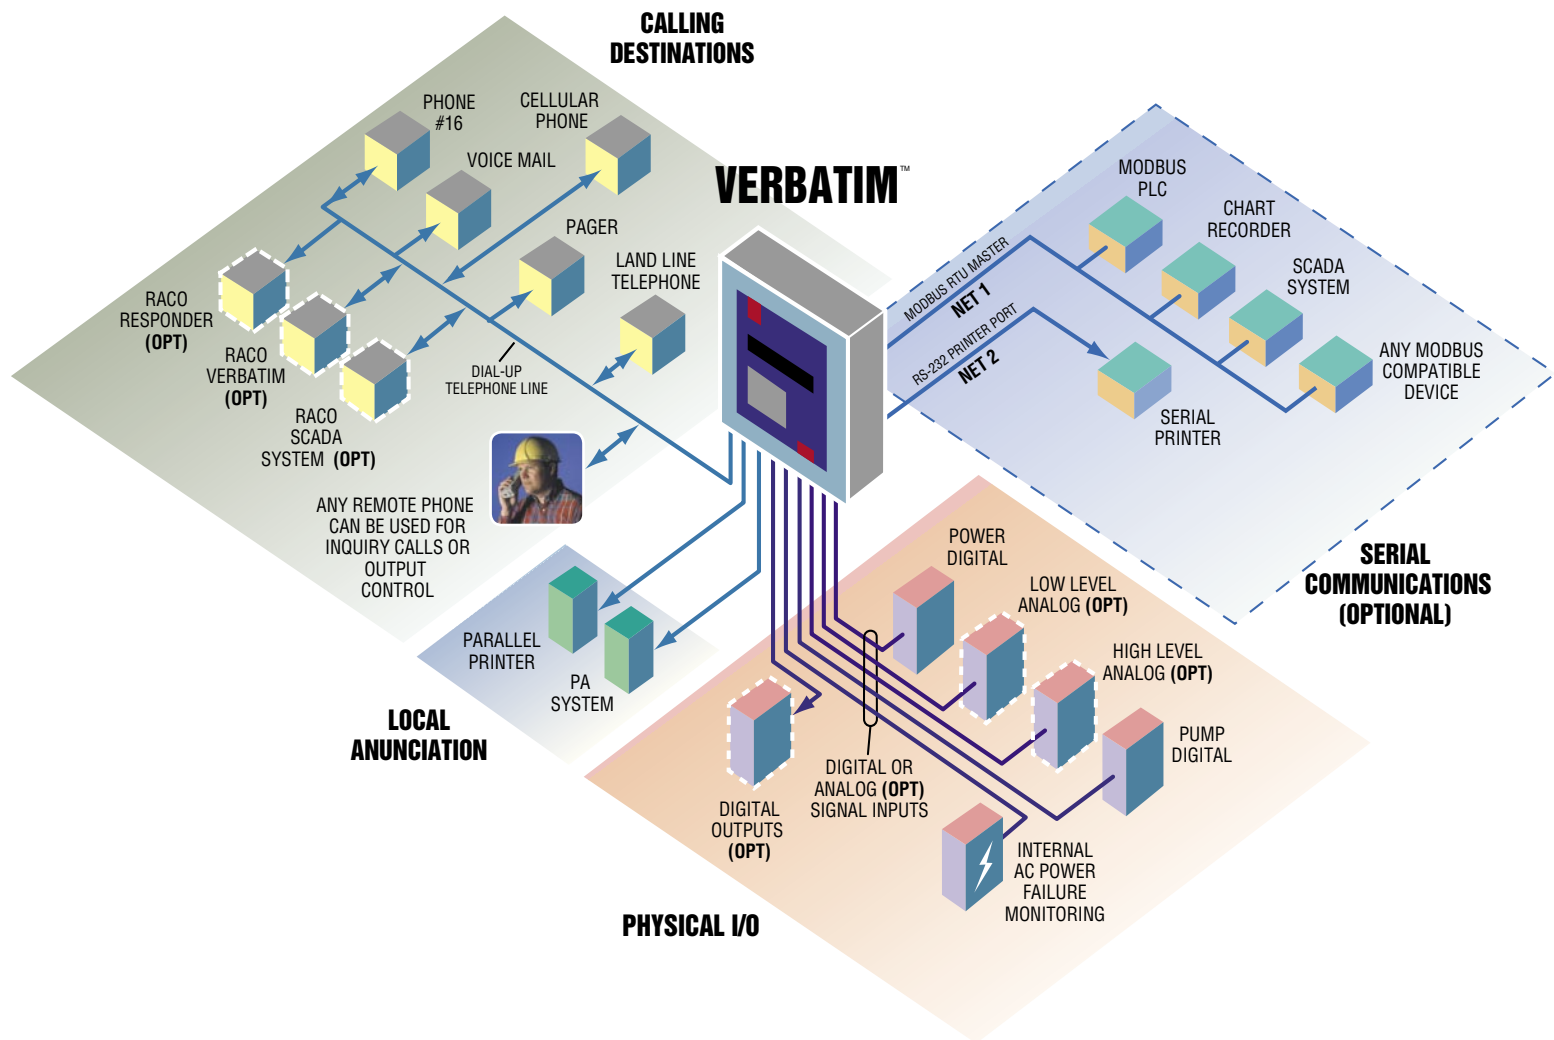 CALLING
DESTINATIONS
PHONE
#16
CELLULAR
PHONE
VOICE MAIL
PAGER
LAND LINE
TELEPHONE
RACO
RESPONDER
(OPT)
RACO
VERBATIM
(OPT)
RACO
SCADA
SYSTEM (OPT)
DIAL-UP
TELEPHONE LINE
ANY REMOTE PHONE
CAN BE USED FOR
INQUIRY CALLS OR
OUTPUT
CONTROL
VERBATIM™
MODBUS RTU MASTER
NET 1
RS-232 PRINTER PORT
NET 2
MODBUS
PLC
CHART
RECORDER
SCADA
SYSTEM
ANY MODBUS
COMPATIBLE
DEVICE
SERIAL
PRINTER
SERIAL
COMMUNICATIONS
(OPTIONAL)
PARALLEL
PRINTER
PA
SYSTEM
LOCAL
ANUNCIATION
POWER
DIGITAL
LOW LEVEL
ANALOG (OPT)
HIGH LEVEL
ANALOG (OPT)
PUMP
DIGITAL
DIGITAL OR
ANALOG (OPT)
SIGNAL INPUTS
DIGITAL
OUTPUTS
(OPT)
INTERNAL
AC POWER
FAILURE
MONITORING
PHYSICAL I/O